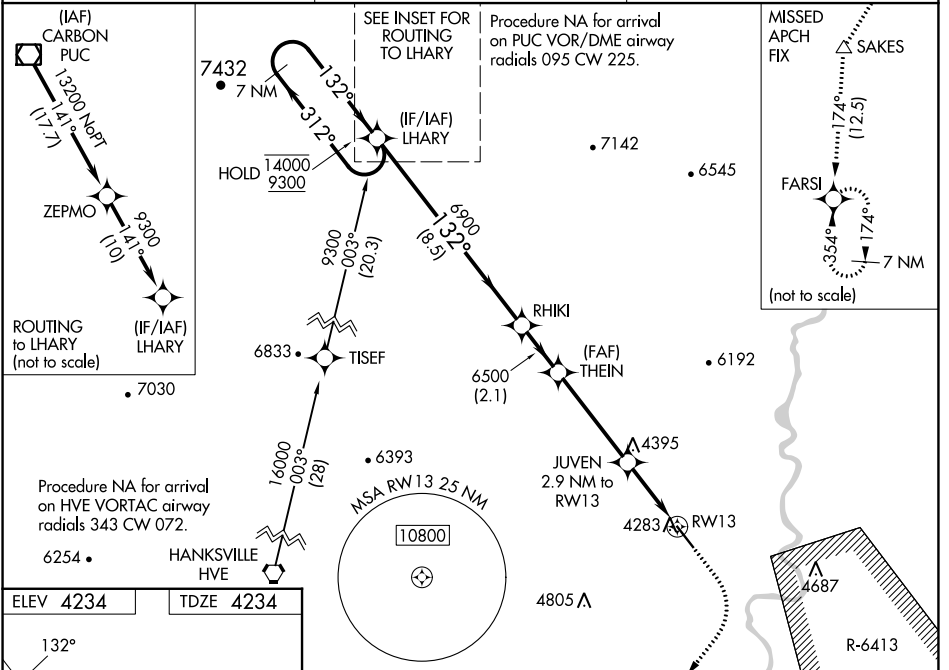 (IAF)
CARBON
PUC
13200 NoPT
141°
(17.7)
ZEPMO
9300
141°
(10)
(IF/IAF)
LHARY
ROUTING
to LHARY
(not to scale)
7432
7 NM
132°
312°
HOLD
14000
9300
SEE INSET FOR
ROUTING
TO LHARY
(IF/IAF)
LHARY
Procedure NA for arrival
on PUC VOR/DME airway
radials 095 CW 225.
7142
6545
MISSED
APCH
FIX
SAKES
174°
(12.5)
FARSI
354°
174°
7 NM
(not to scale)
6900
132°
(8.5)
9300
003°
(20.3)
RHIKI
6833
TISEF
6500
(2.1)
(FAF)
THEIN
6192
7030
16000
003°
(28)
6393
4395
JUVEN
2.9 NM to
RW13
4283
RW13
Procedure NA for arrival
on HVE VORTAC airway
radials 343 CW 072.
6254
HANKSVILLE
HVE
MSA RW13 25 NM
10800
4805
4687
R-6413
ELEV 4234
TDZE 4234
132°